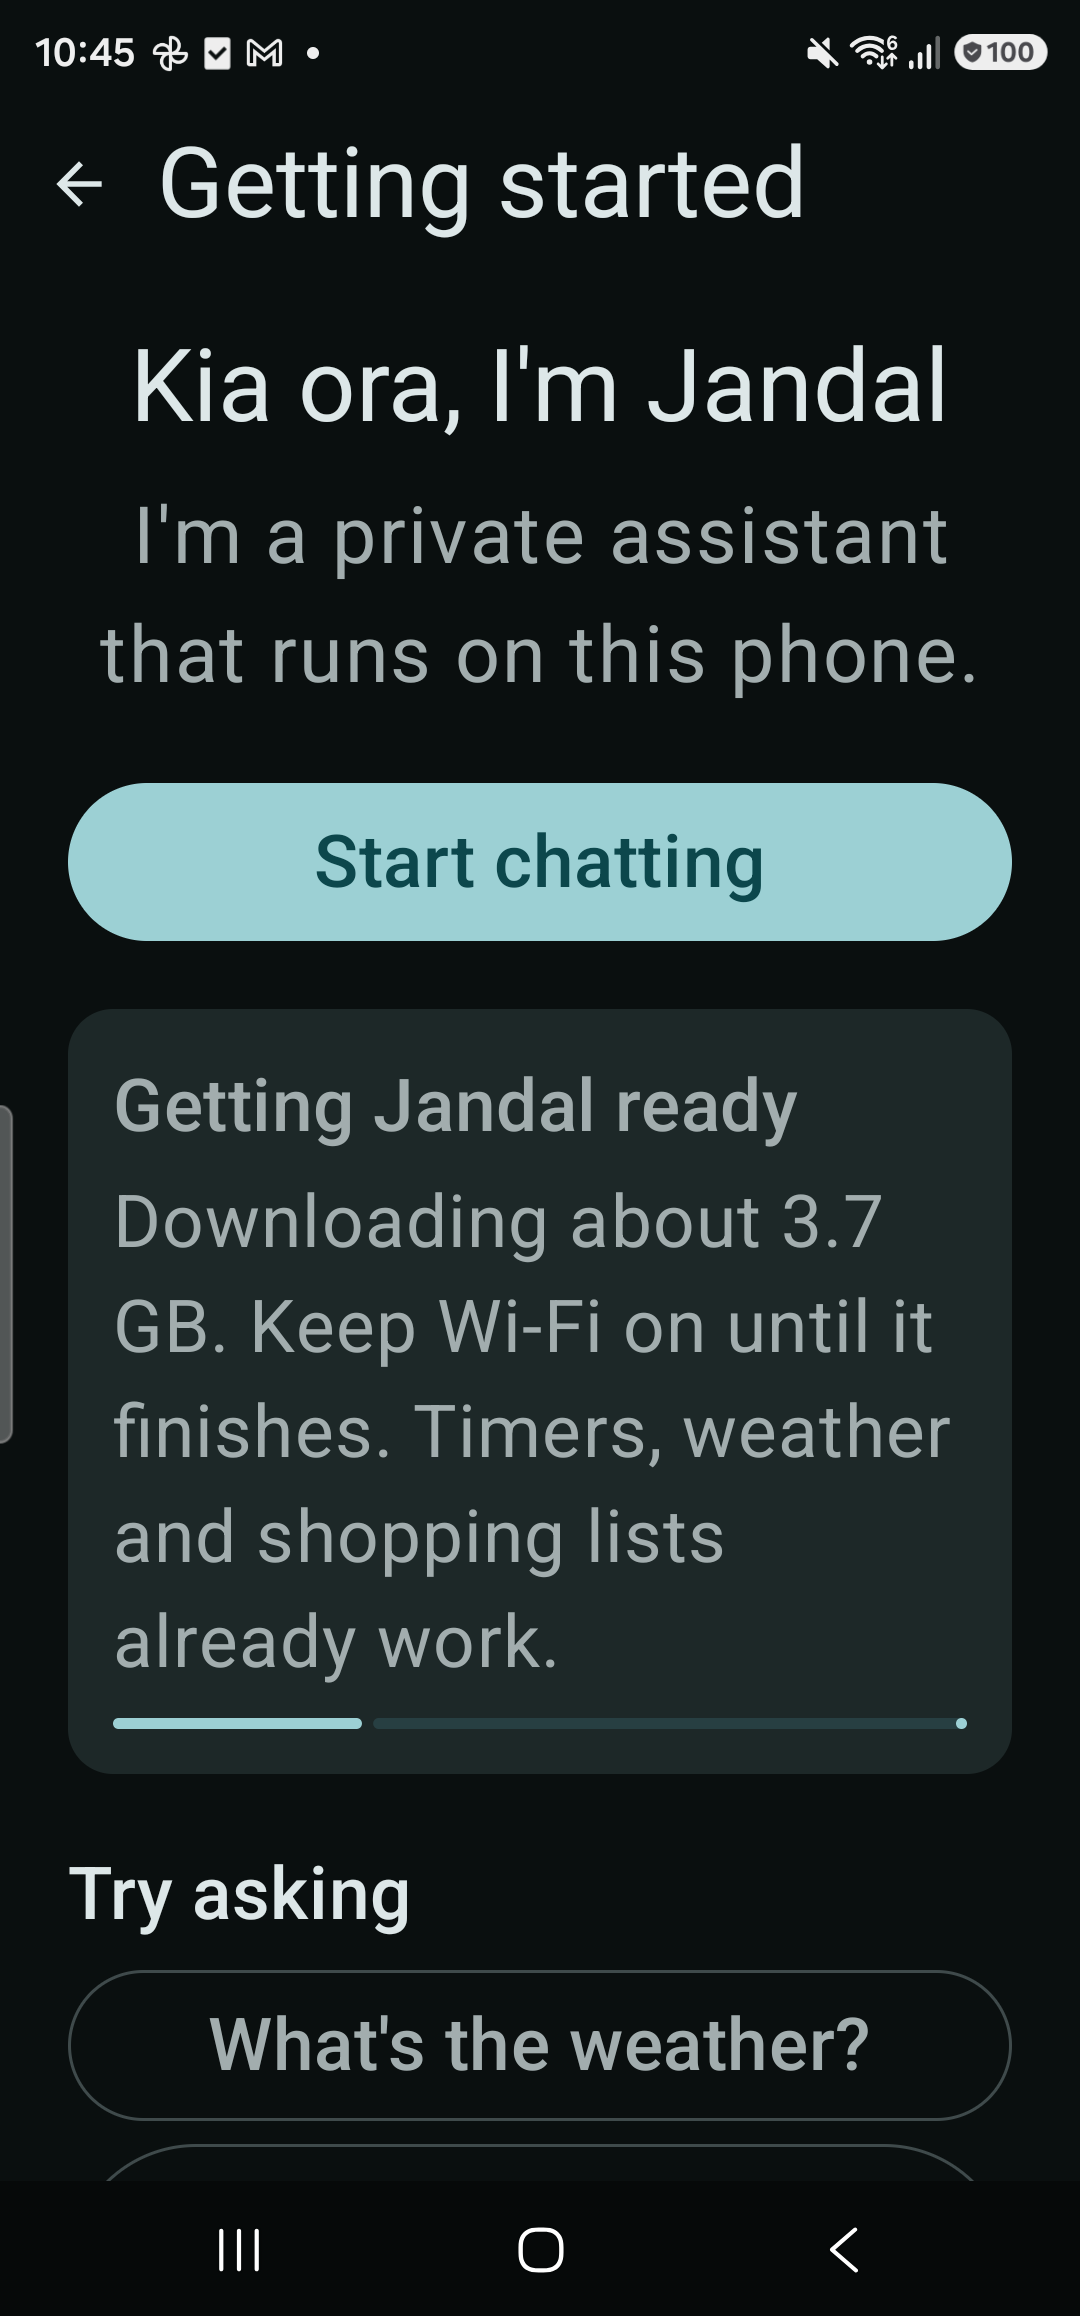 10:45
6
100
Getting started
Kia ora, I'm Jandal
I'm a private assistant
that runs on this phone.
Start chatting
Getting Jandal ready
Downloading about 3.7
GB. Keep Wi-Fi on until it
finishes. Timers, weather
and shopping lists
already work.
Try asking
What's the weather?